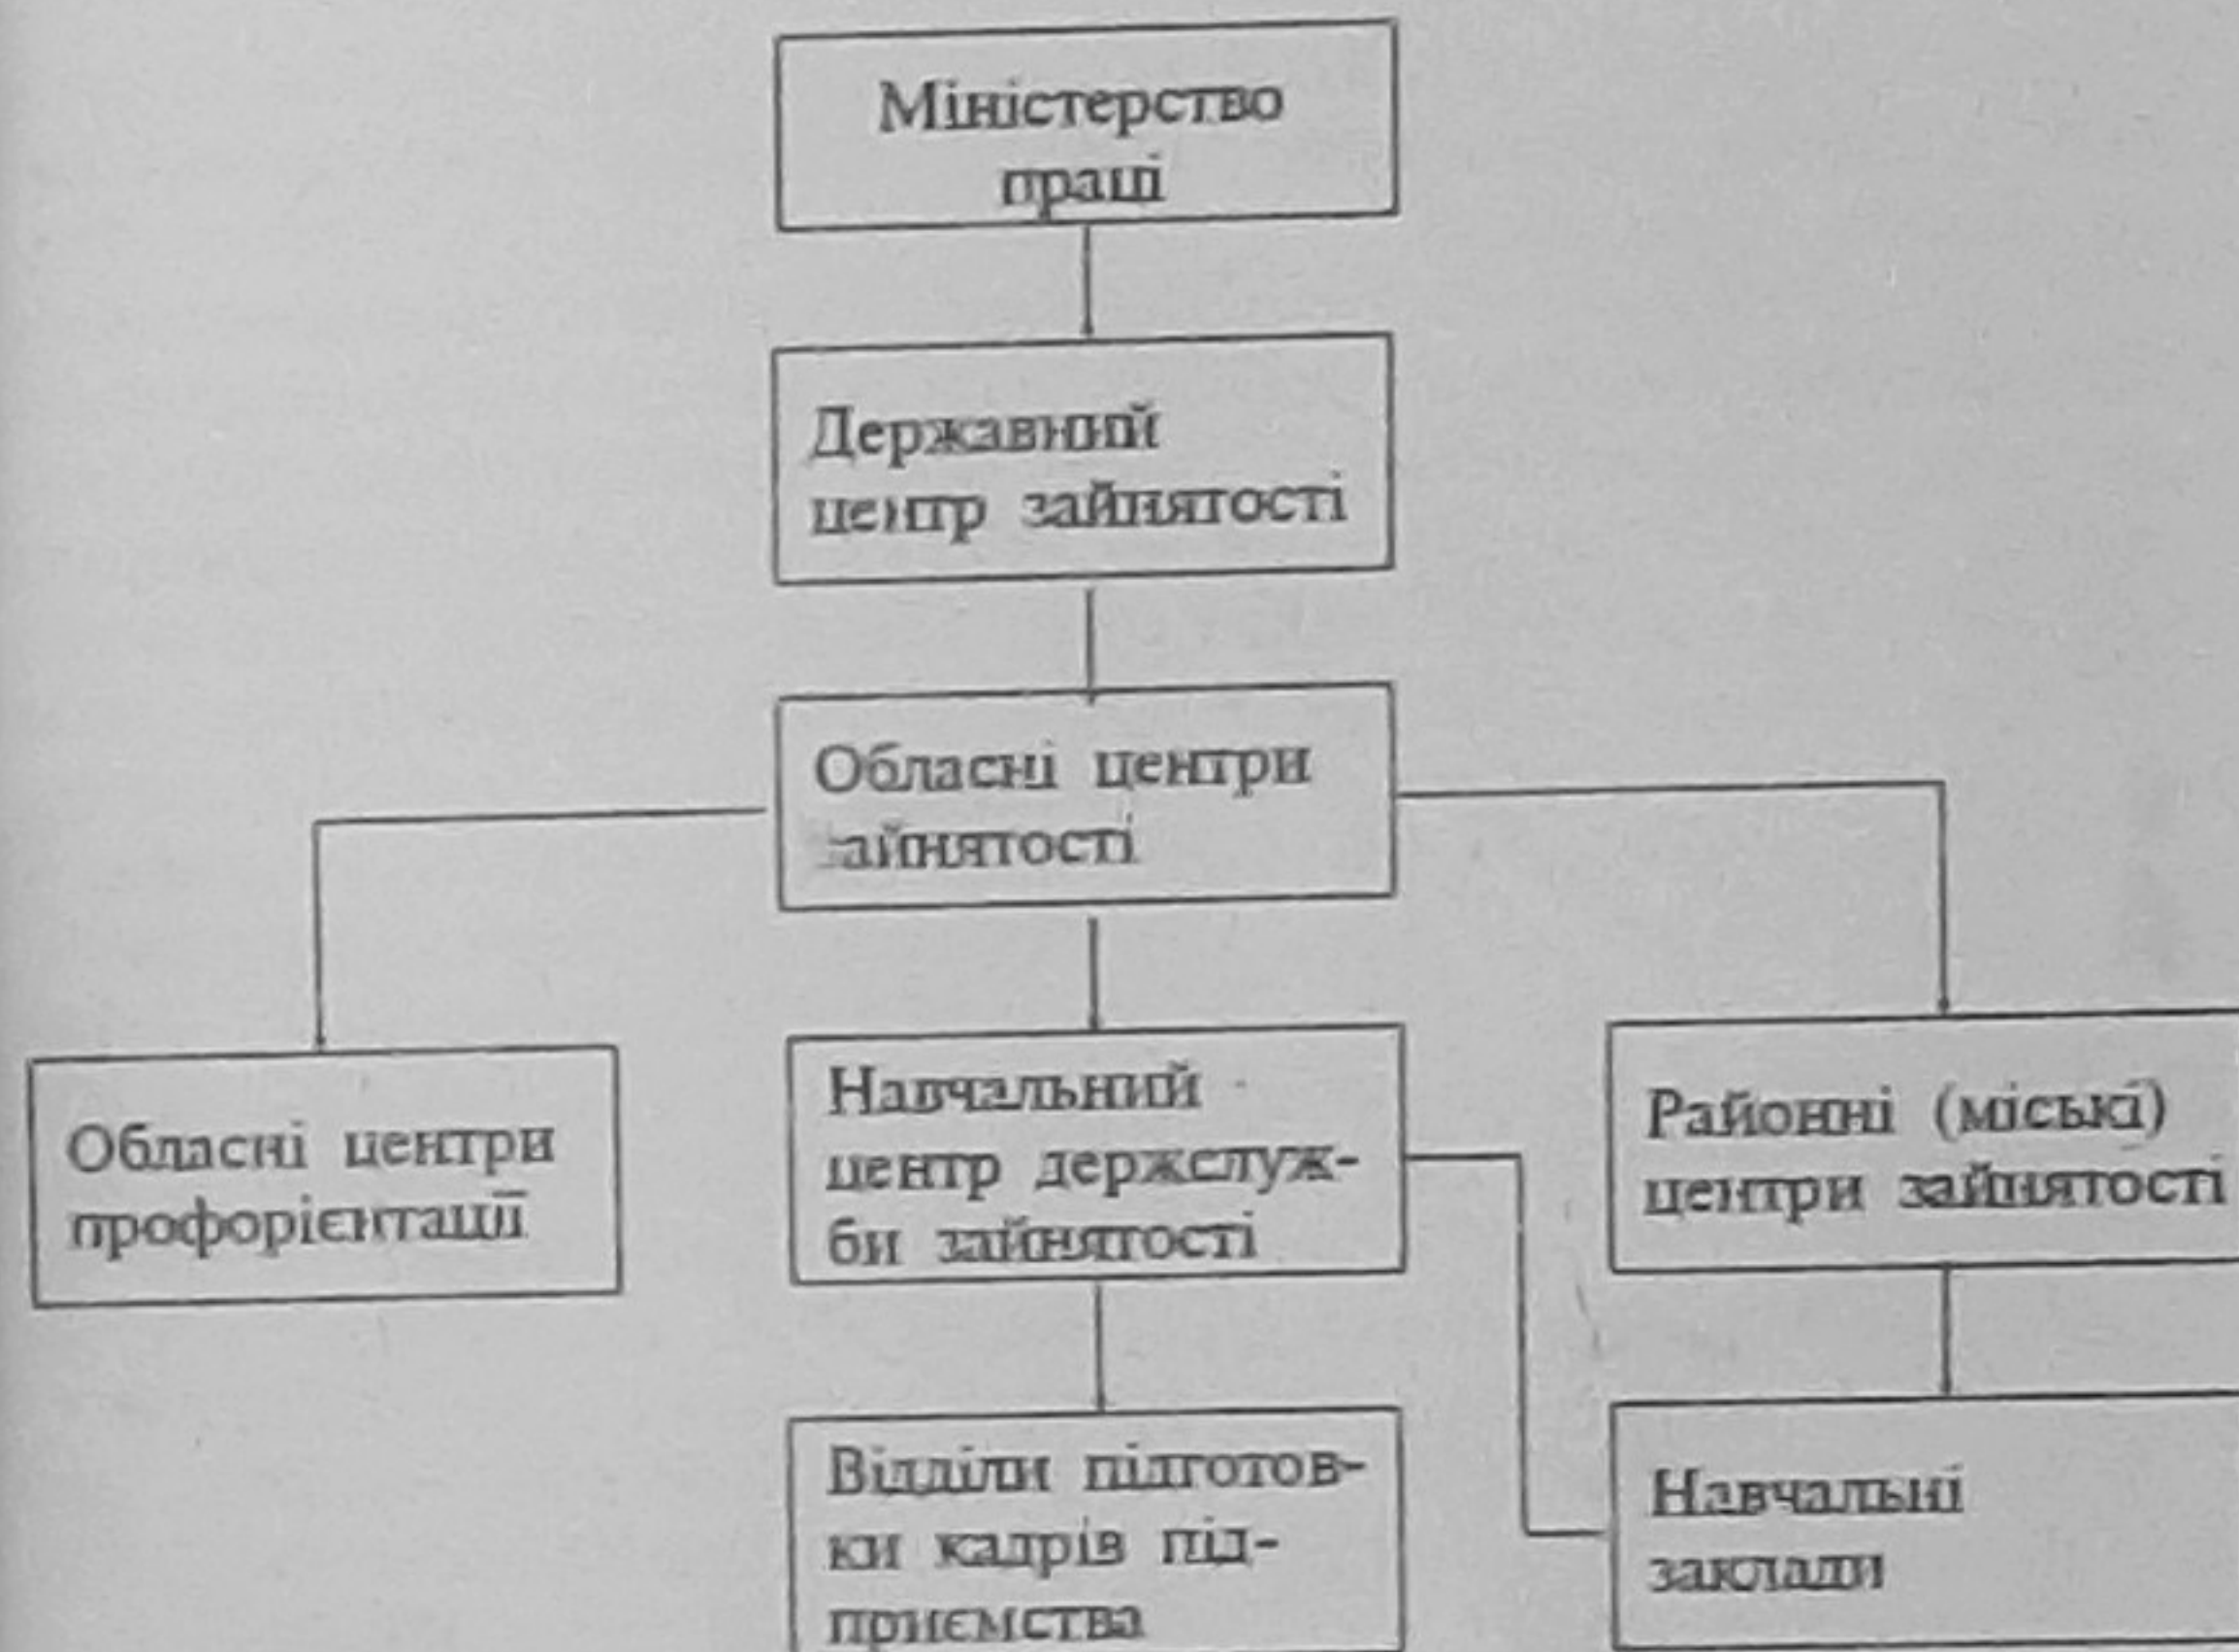 Міністерство
праці
Державний
центр зайнятості
Обласні центри
зайнятості
Обласні центри
профорієнтації
Навчальний
центр держслуж-
би зайнятості
Районні (міські)
центри зайнятості
Відділи підготов-
ки кадрів під-
приємства
Навчальні
заклади